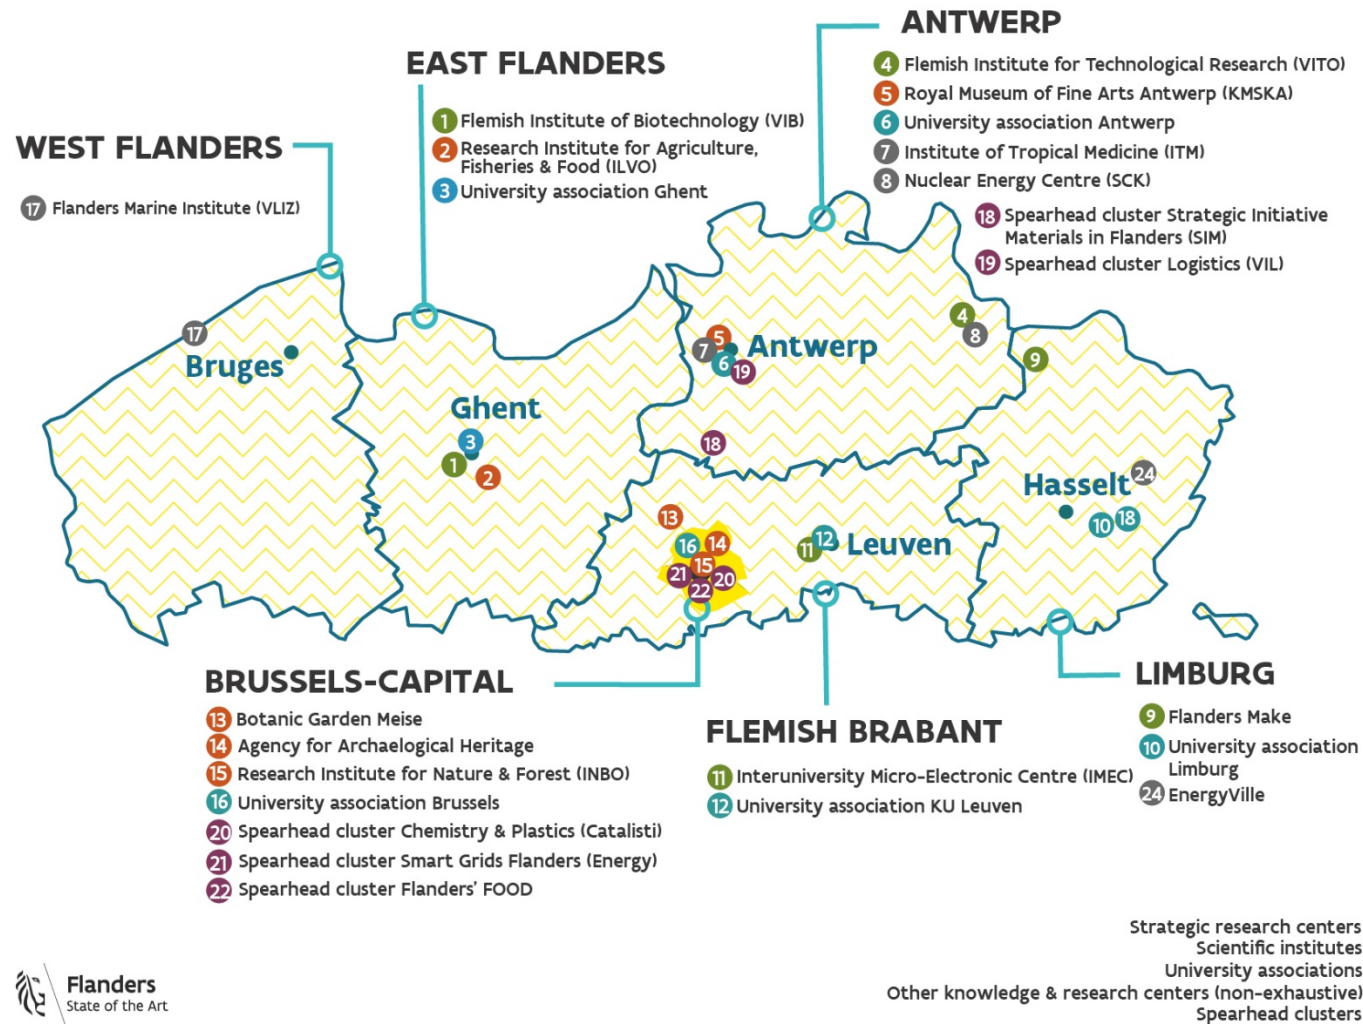 ANTWERP
4 Flemish Institute for Technological Research (VITO)
5 Royal Museum of Fine Arts Antwerp (KMSKA)
6 University association Antwerp
7 Institute of Tropical Medicine (ITM)
8 Nuclear Energy Centre (SCK)
18 Spearhead cluster Strategic Initiative
Materials in Flanders (SIM)
19 Spearhead cluster Logistics (VIL)
EAST FLANDERS
1 Flemish Institute of Biotechnology (VIB)
2 Research Institute for Agriculture,
Fisheries & Food (ILVO)
3 University association Ghent
WEST FLANDERS
17 Flanders Marine Institute (VLIZ)
17
Bruges
Ghent
3
1
2
5
7
6
19
Antwerp
4
8
9
18
Hasselt
24
10
18
13
16
14
15
21
20
22
11
12
Leuven
BRUSSELS-CAPITAL
13 Botanic Garden Meise
14 Agency for Archaelogical Heritage
15 Research Institute for Nature & Forest (INBO)
16 University association Brussels
20 Spearhead cluster Chemistry & Plastics (Catalisti)
21 Spearhead cluster Smart Grids Flanders (Energy)
22 Spearhead cluster Flanders' FOOD
FLEMISH BRABANT
11 Interuniversity Micro-Electronic Centre (IMEC)
12 University association KU Leuven
LIMBURG
9 Flanders Make
10 University association
Limburg
24 EnergyVille
Strategic research centers
Scientific institutes
University associations
Other knowledge & research centers (non-exhaustive)
Spearhead clusters
Flanders
State of the Art